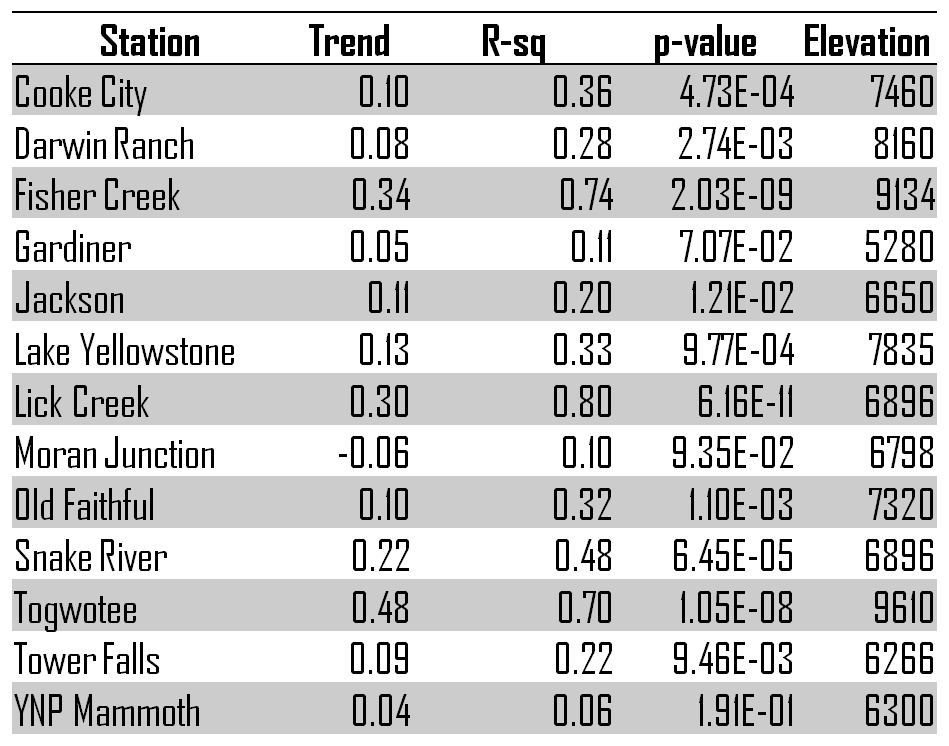 Station Trend R-sq p-value Elevation
Cooke City 0.10 0.36 4.73E-04 7460
Darwin Ranch 0.08 0.28 2.74E-03 8160
Fisher Creek 0.34 0.74 2.03E-09 9134
Gardiner 0.05 0.11 7.07E-02 5280
Jackson 0.11 0.20 1.21E-02 6650
Lake Yellowstone 0.13 0.33 9.77E-04 7835
Lick Creek 0.30 0.80 6.16E-11 6896
Moran Junction -0.06 0.10 9.35E-02 6798
Old Faithful 0.10 0.32 1.10E-03 7320
Snake River 0.22 0.48 6.45E-05 6896
Togwotee 0.48 0.70 1.05E-08 9610
Tower Falls 0.09 0.22 9.46E-03 6266
YNP Mammoth 0.04 0.06 1.91E-01 6300